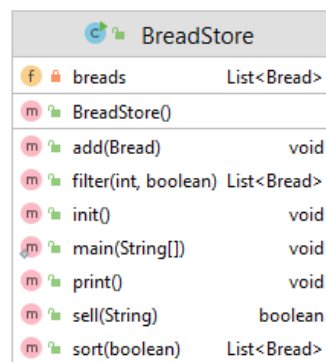 C BreadStore
f breads List<Bread>
m BreadStore()
m add(Bread) void
m filter(int, boolean) List<Bread>
m init() void
m main(String[]) void
m print() void
m sell(String) boolean
m sort(boolean) List<Bread>